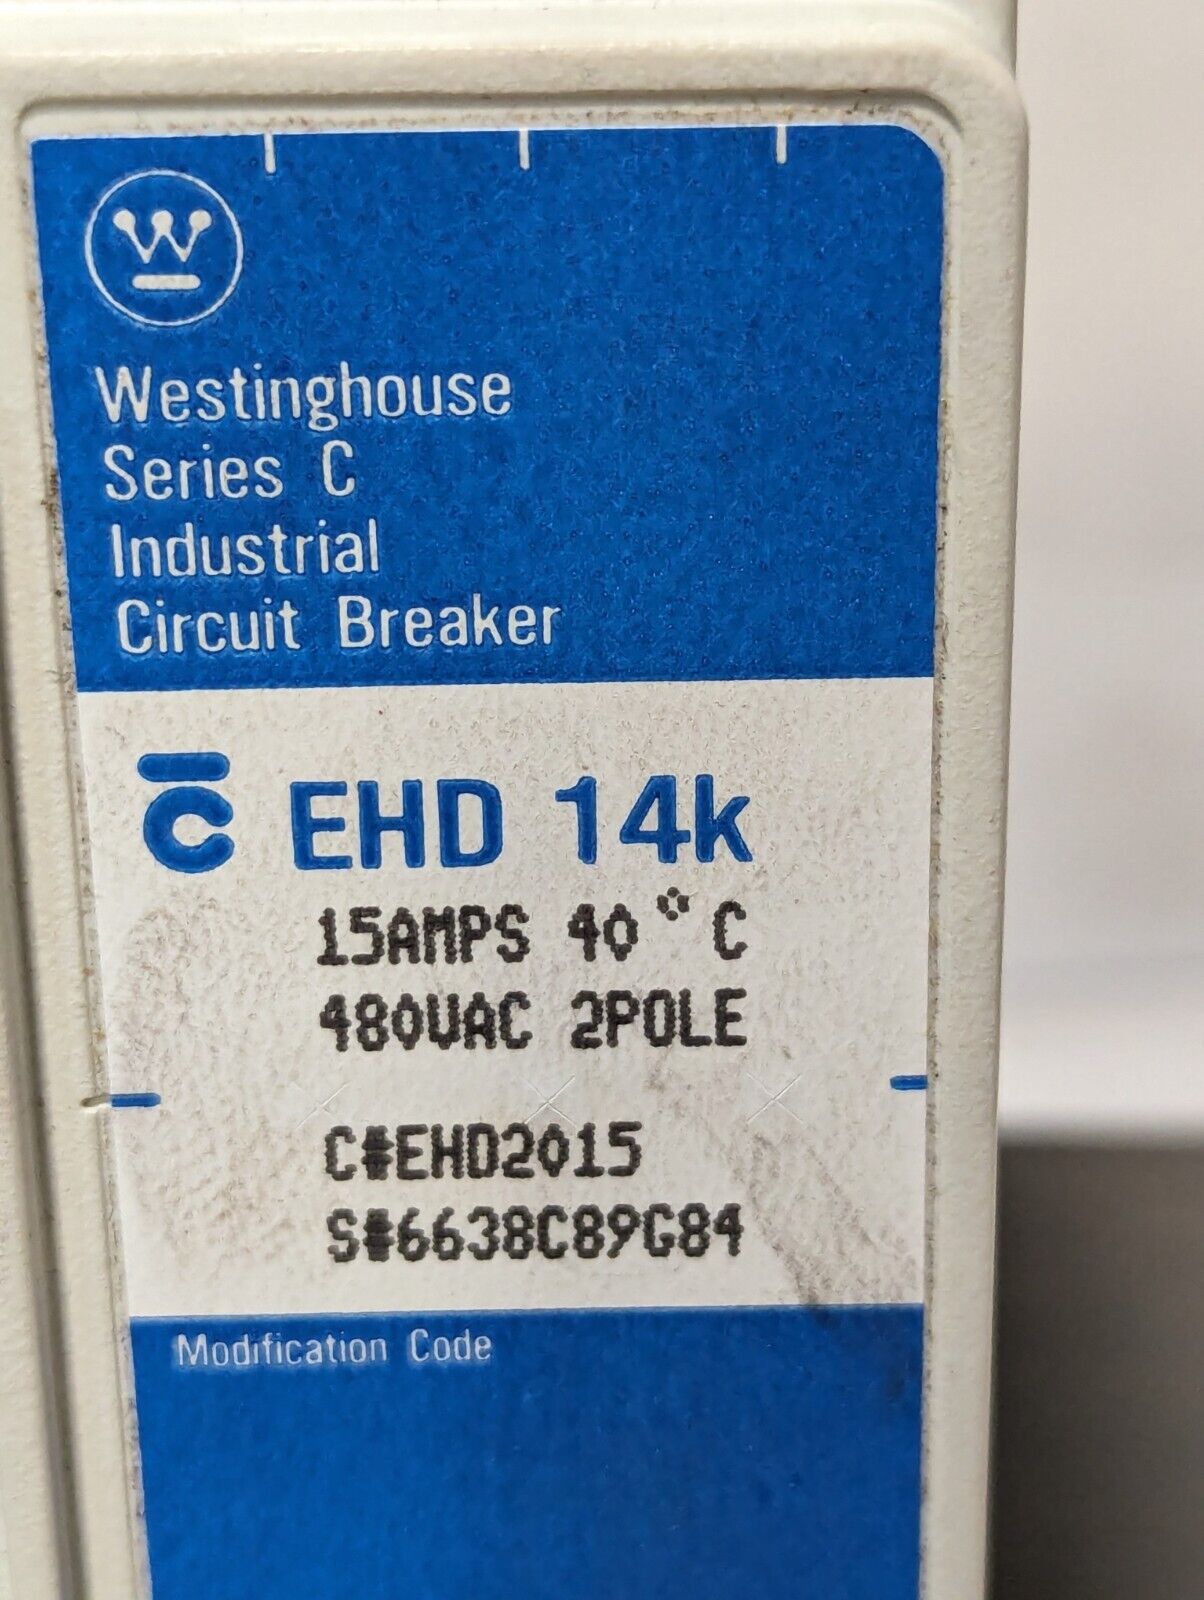 W
Westinghouse
Series C
Industrial
Circuit Breaker
C EHD 14k
15AMPS 40°C
480VAC 2POLE
C#EHD2015
S#6638C89G84
Modification Code